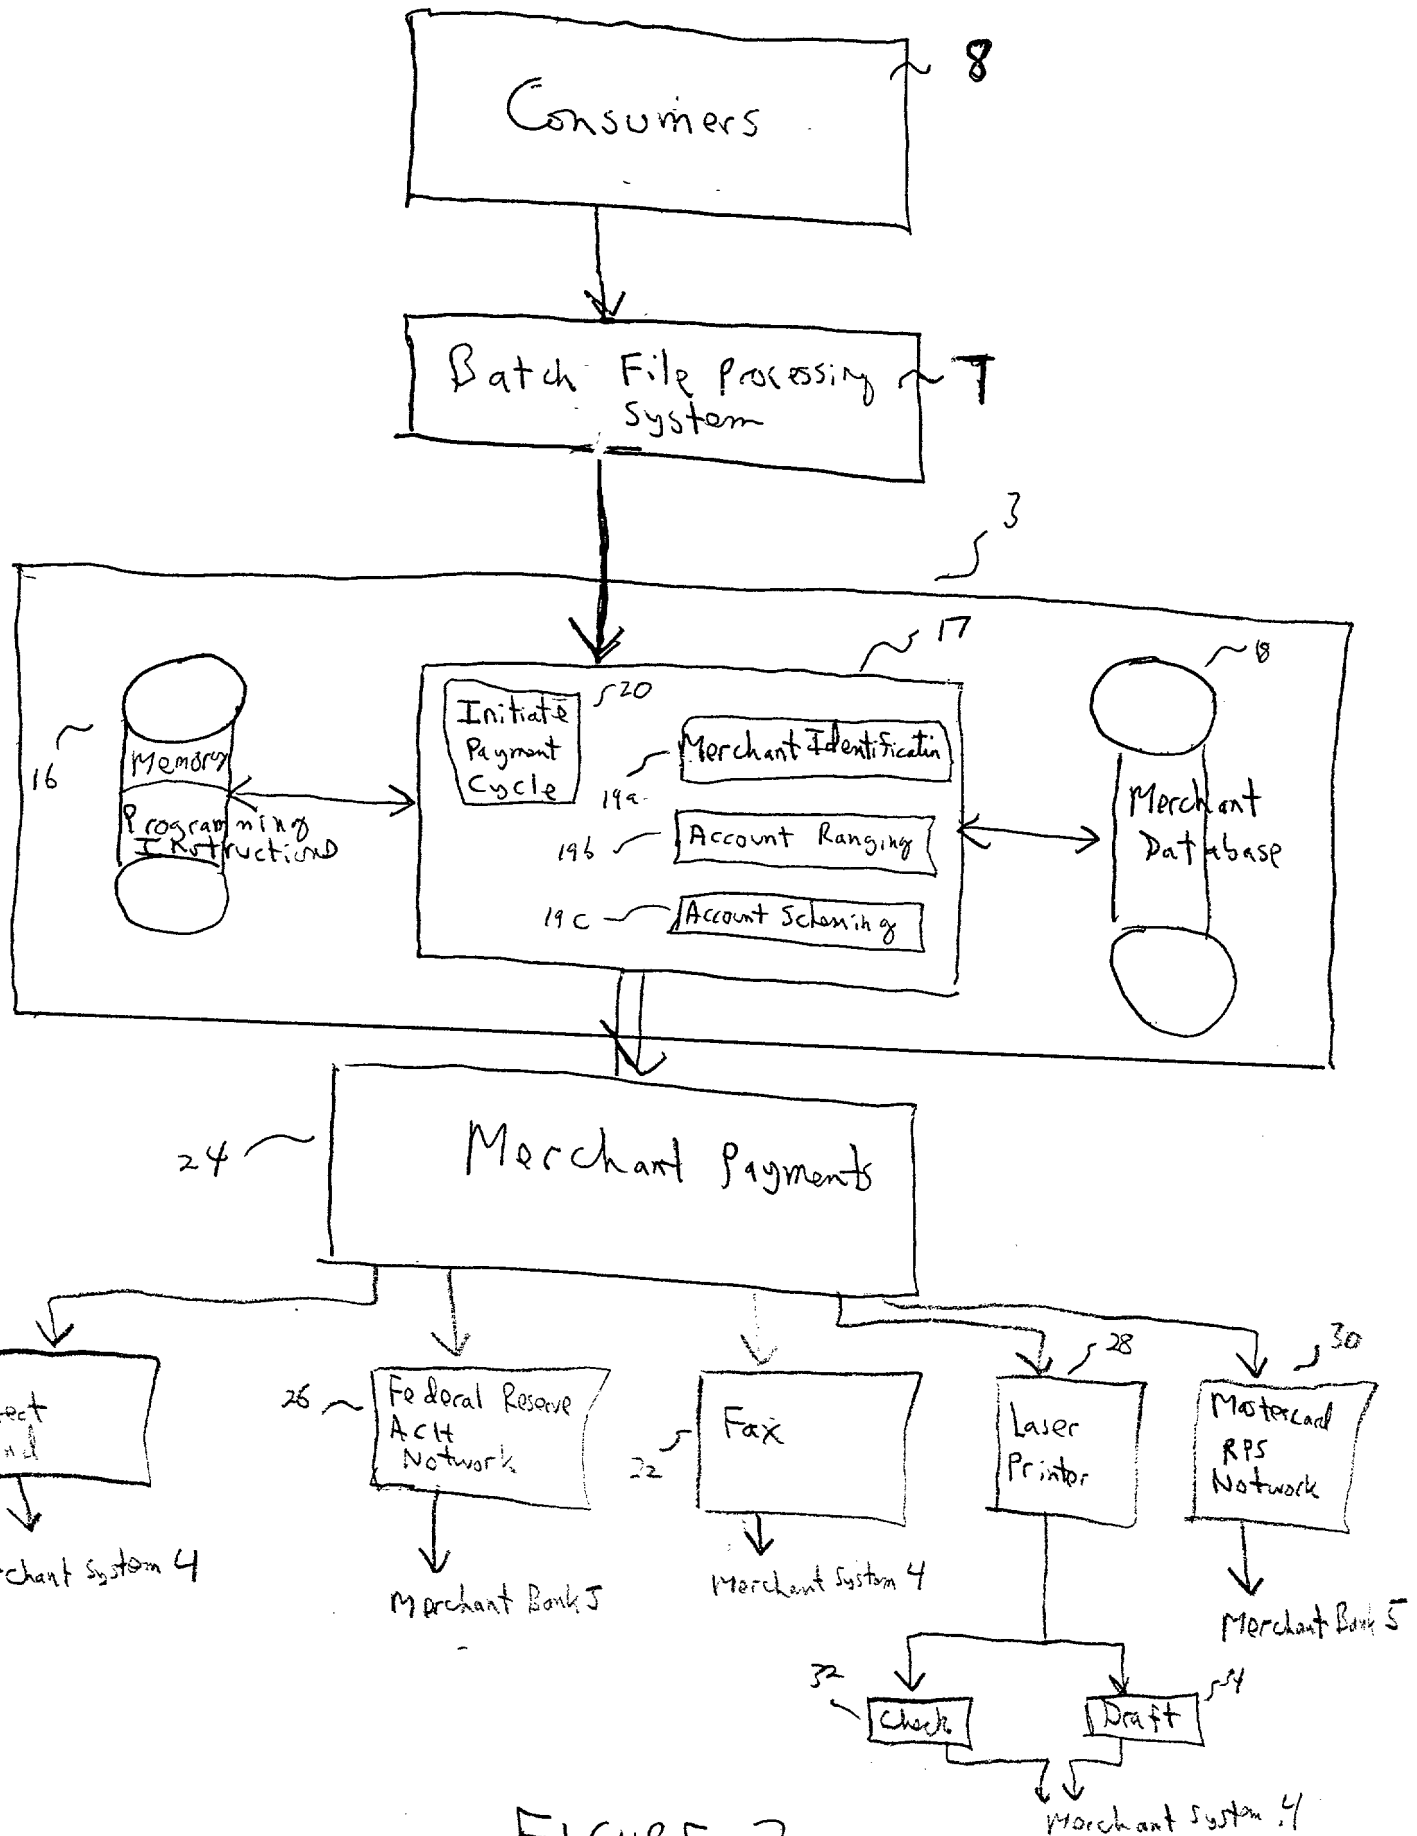 Consumers
8
Batch File Processing
System
7
3
17
18
20
Initiate
Payment
Cycle
16
Memory
Programming
Instructions
19a
Merchant Identificatin
19b
Account Ranging
19c
Account Scheming
Merchant
Database
24
Merchant Payments
28
30
26
Federal Reserve
ACH
Network
22
Fax
Laser
Printer
Mastercard
RPS
Network
chant System 4
Merchant Bank 5
Merchant System 4
Merchant Bank 5
32
34
Check
Draft
Merchant System 4